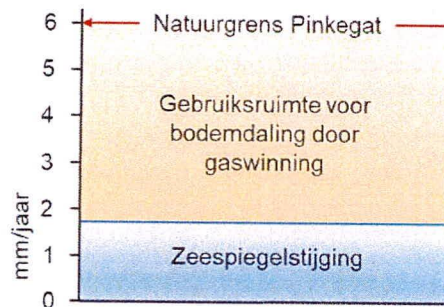 6
Natuurgrens Pinkegat
5
Gebruiksruimte voor
bodemdaling door
gaswinning
4
3
2
1
0
Zeespiegelstijging
mm/jaar